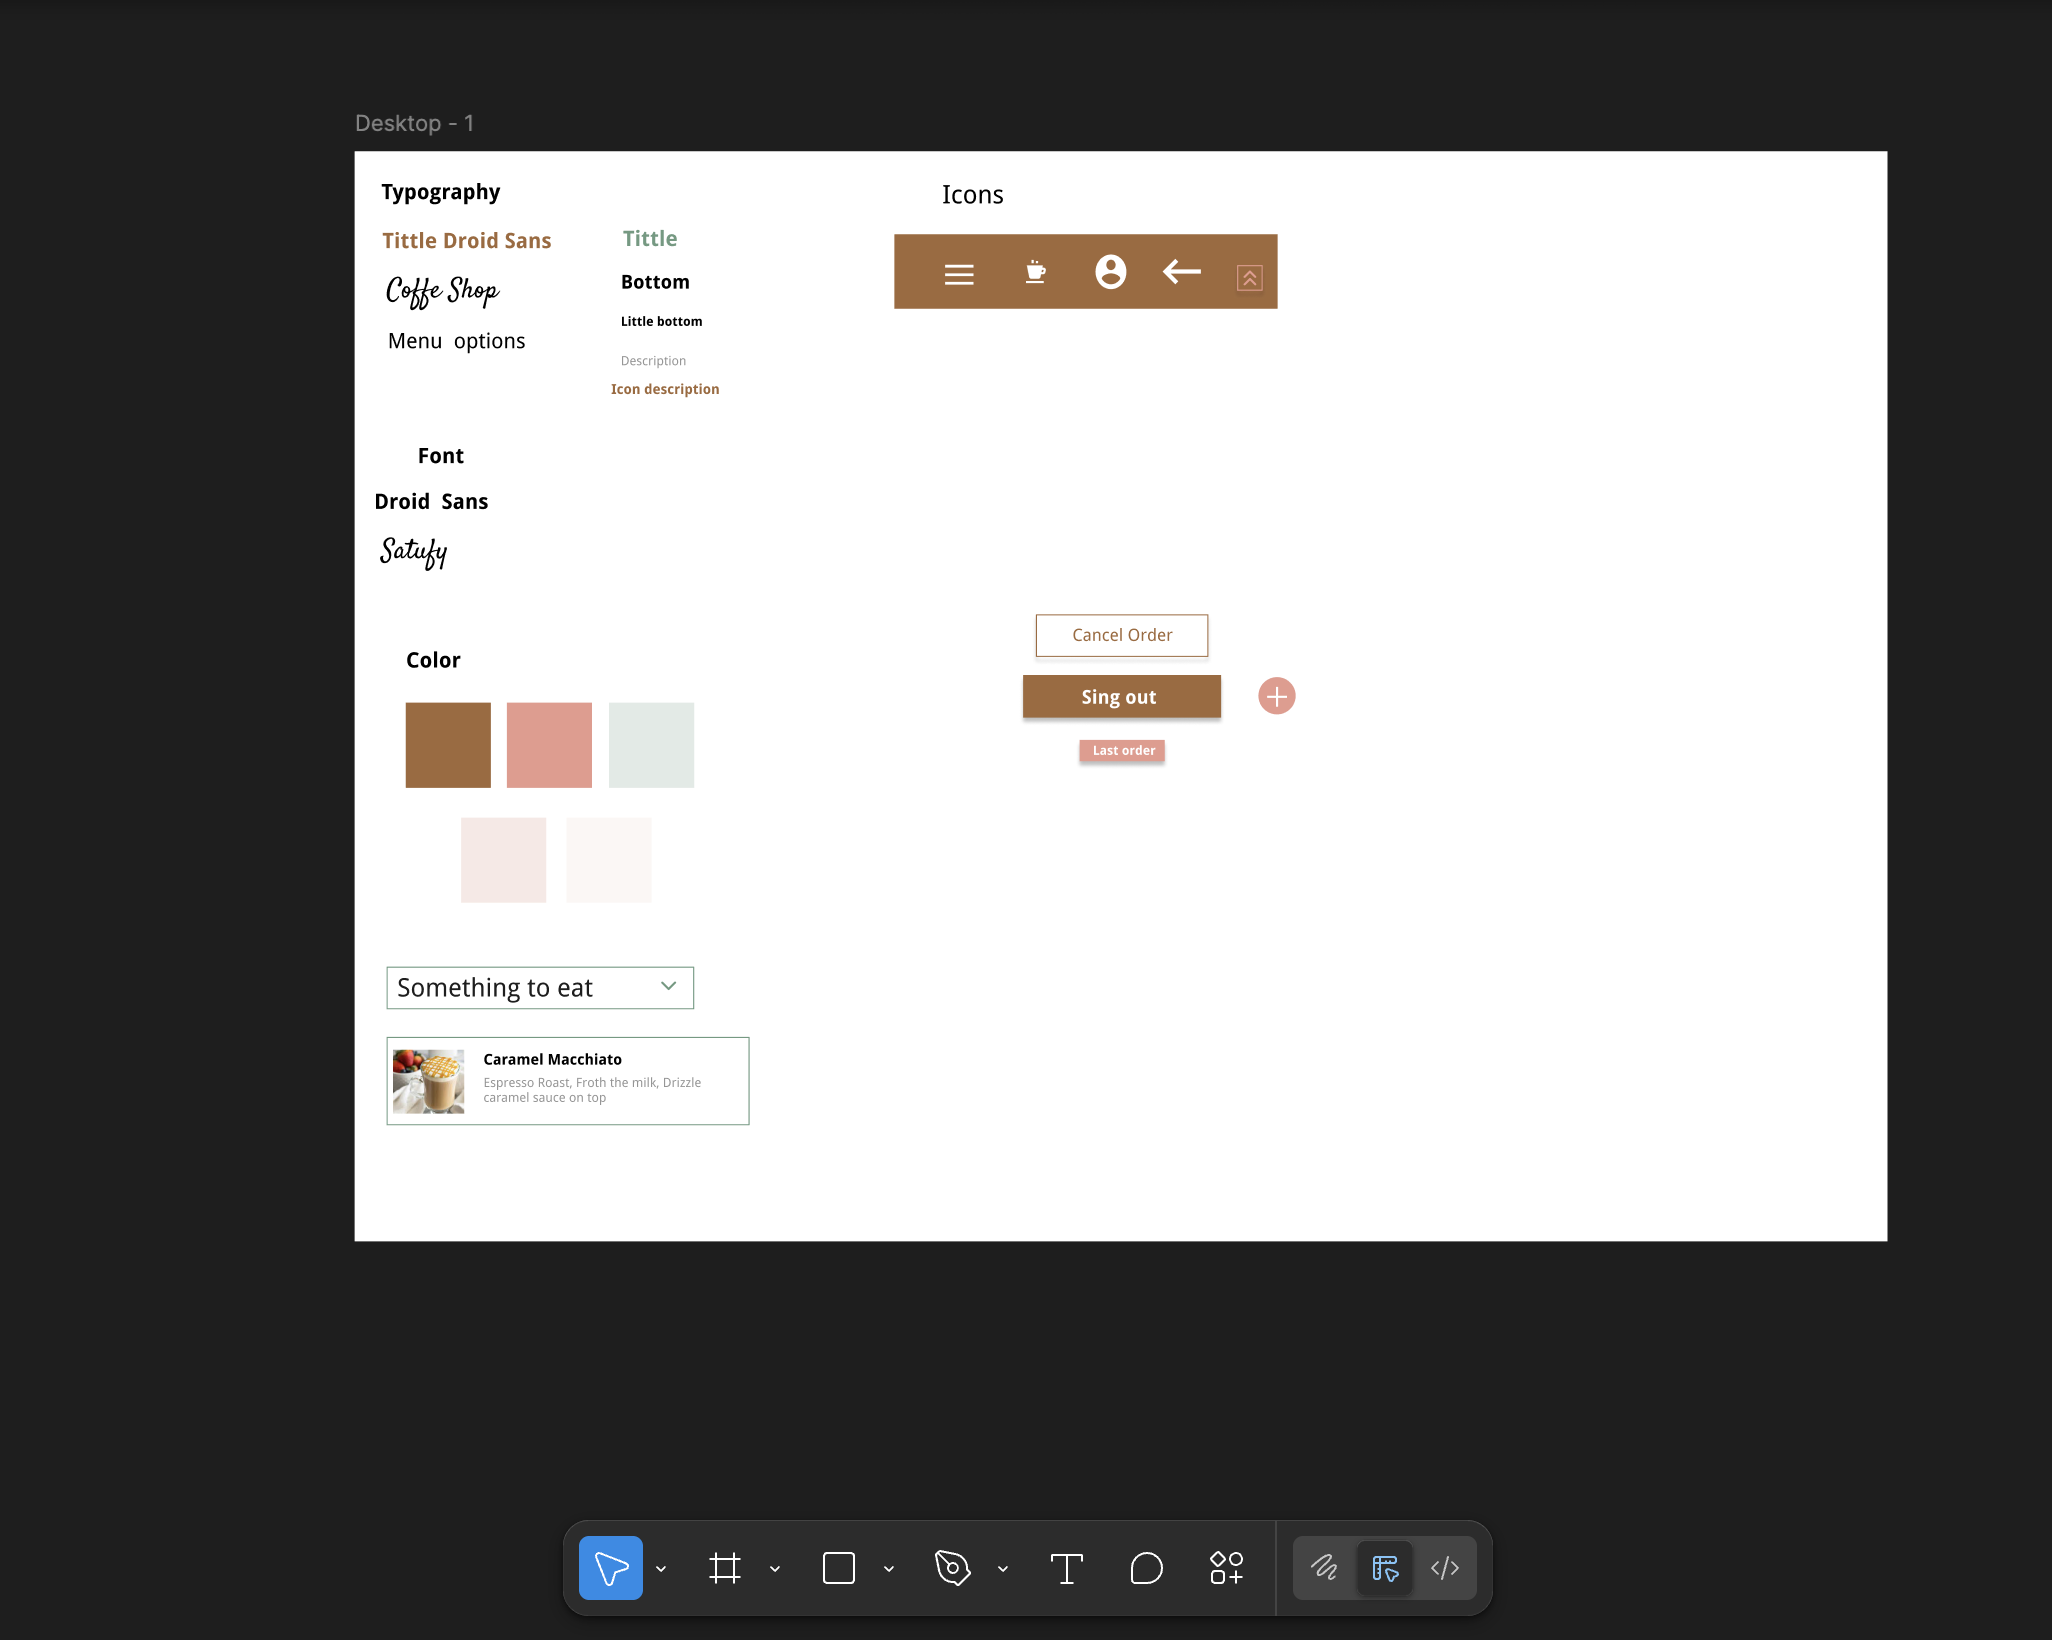 Desktop - 1
Typography
Tittle Droid Sans
Coffe Shop
Menu options
Tittle
Bottom
Little bottom
Description
Icon description
Icons
Font
Droid Sans
Satufy
Color
Cancel Order
Sing out
Last order
Something to eat
Caramel Macchiato
Espresso Roast, Froth the milk, Drizzle
caramel sauce on top